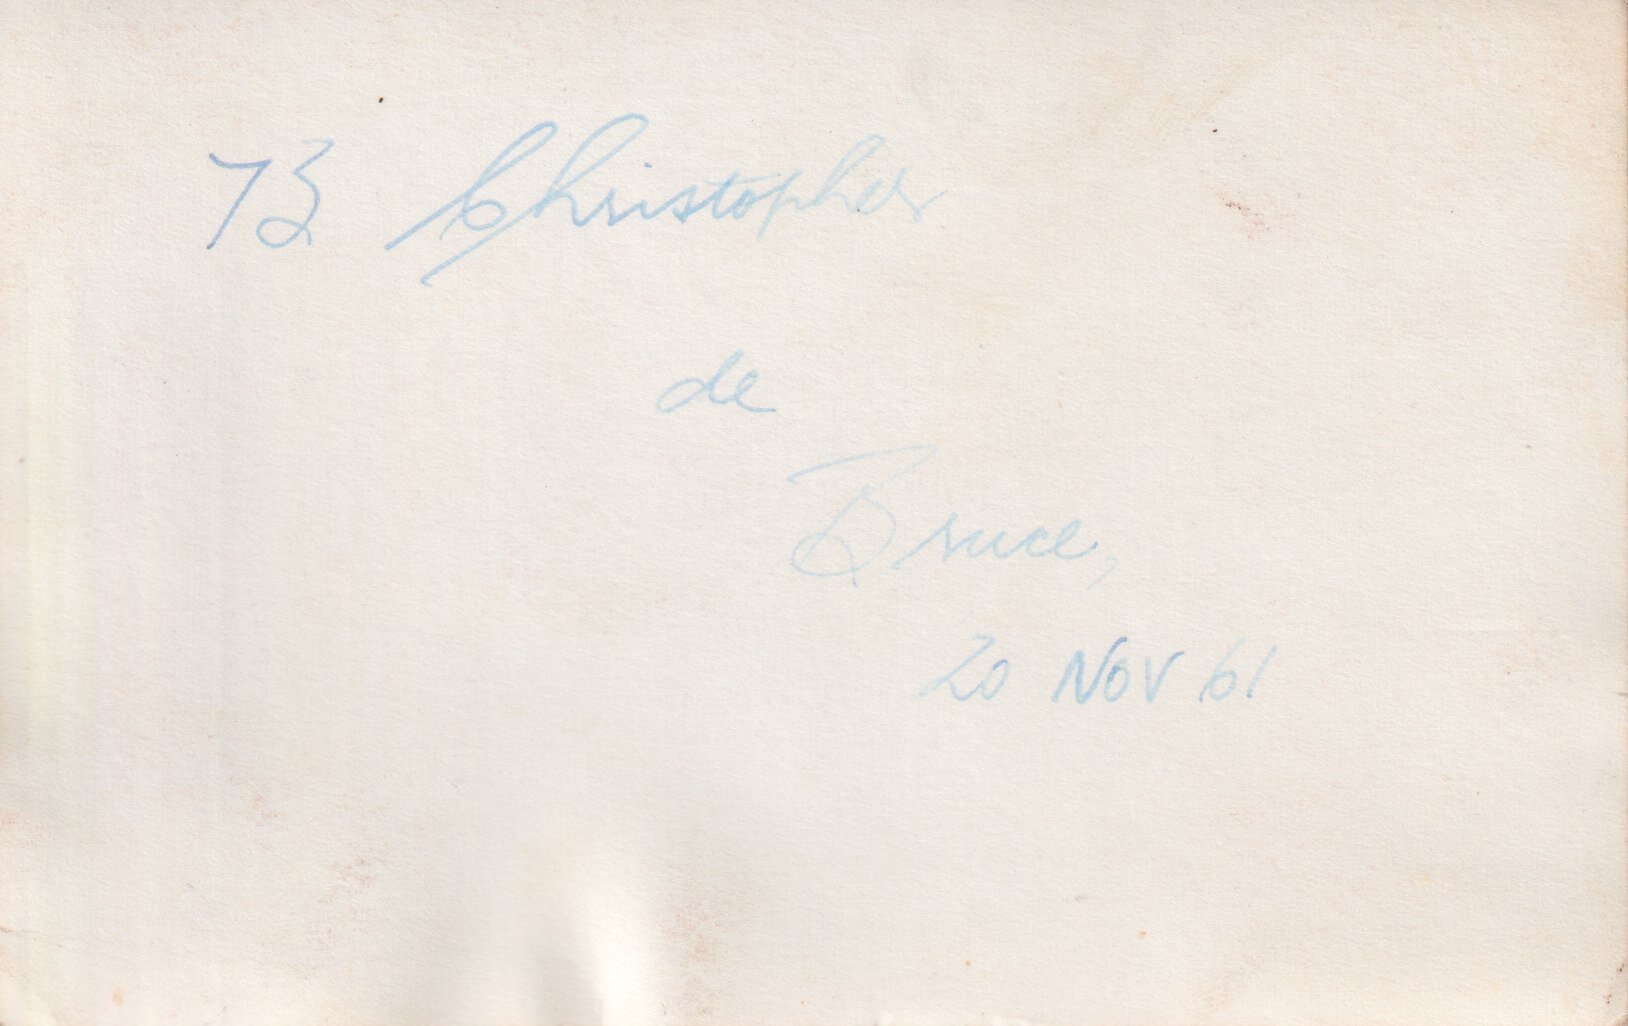 73 Christopher
de
Bruce,
20 NOV 61